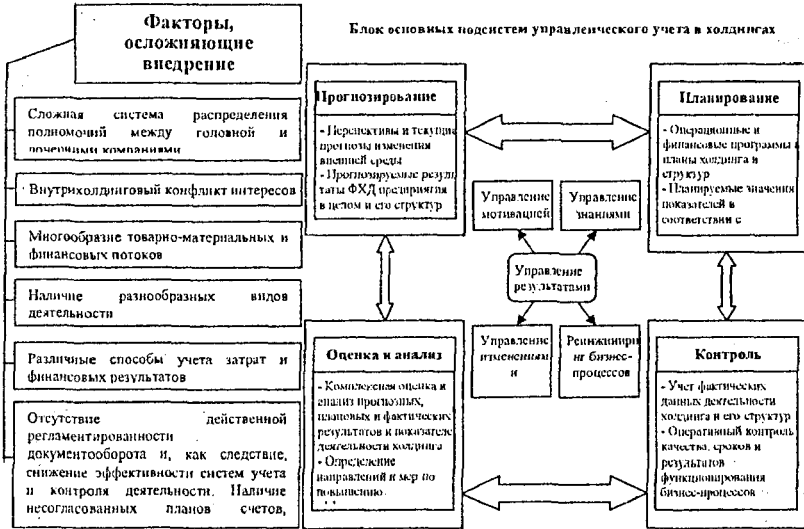 Факторы,
осложняющие
внедрение
Сложная система распределения
полномочий между головной и
дочерними компаниями
Внутрихолдинговый конфликт интересов
Многообразие товарно-материальных и
финансовых потоков
Наличие разнообразных видов
деятельности
Различные способы учета затрат и
финансовых результатов
Отсутствие действенной
регламентированности
документооборота и, как следствие,
снижение эффективности систем учета
и контроля деятельности. Наличие
несогласованных планов счетов,
Блок основных подсистем управленческого учета в холдингах
Прогнозирование
- Перспективы и текущие
прогнозы изменения
внешней среды
- Прогнозируемые резуль
таты ФХД предприятия
в целом и его структур
Планирование
- Операционные и
финансовые программы и
планы холдинга и
структур
- Планируемые значения
показателей в
соответствии с
Управление
мотивацией
Управление
знаниями
Управление
результатами
Управление
изменениям
и
Реинжинири
нг бизнес-
процессов
Оценка и анализ
- Комплексная оценка и
анализ прогнозных,
плановых и фактических
результатов и показателе
деятельности холдинга
- Определение
направлений и мер по
повышению
Контроль
- Учет фактических
данных деятельности
холдинга и его структур
- Оперативный контроль
качества, сроков и
результатов
функционирования
бизнес-процессов